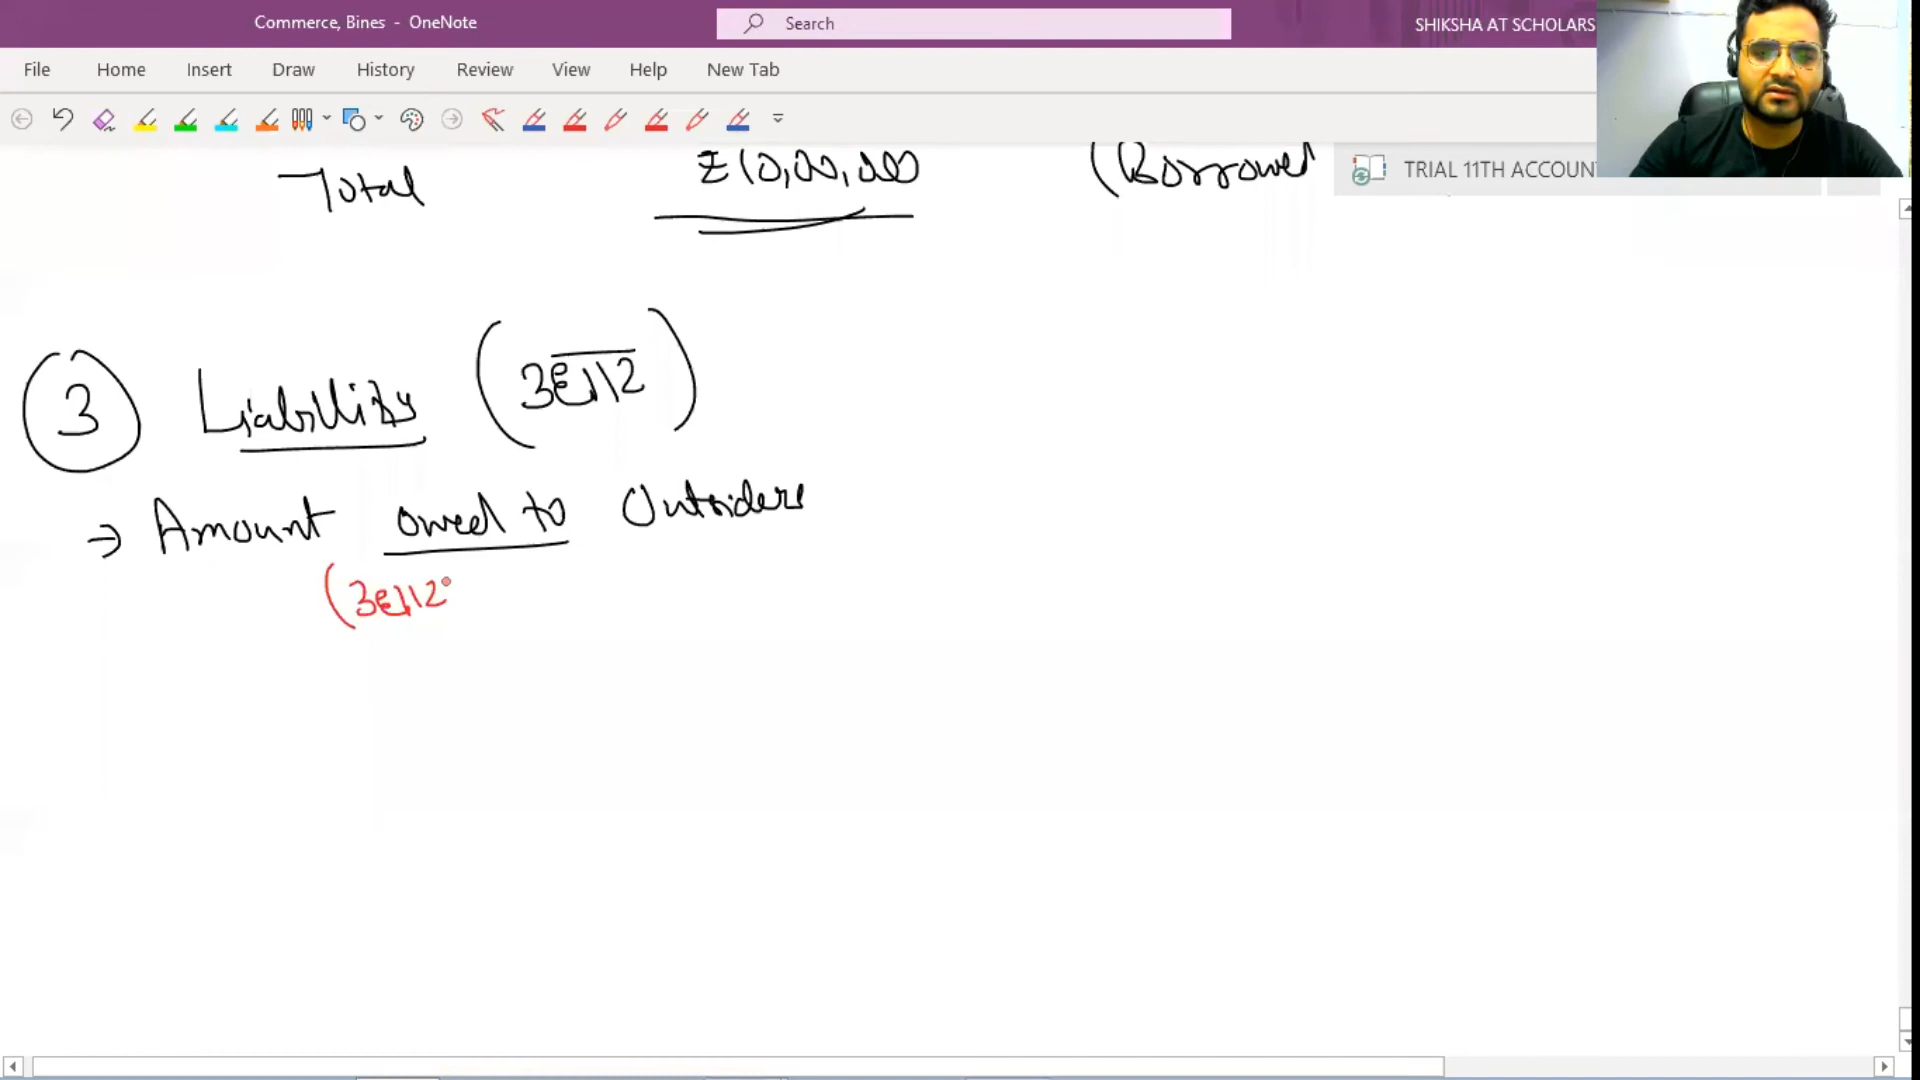 Commerce, Bines - OneNote
Search
SHIKSHA AT SCHOLARS
File Home Insert Draw History Review View Help New Tab
TRIAL 11TH ACCOUN
Total ₹10,00,000 (Borrowed
3 Liability (उधार)
→ Amount owed to Outsiders
(उधार